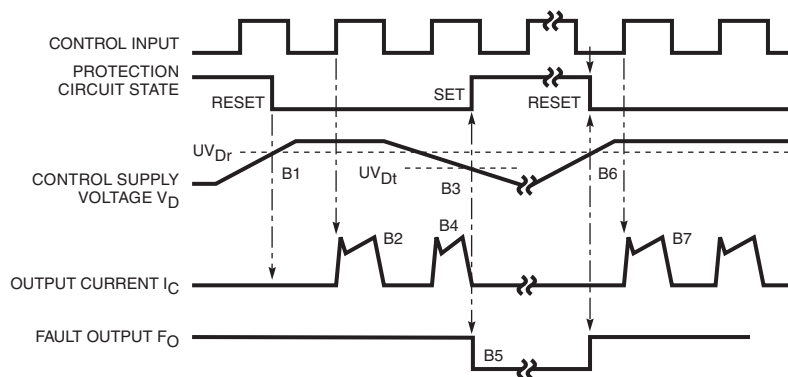 CONTROL INPUT
PROTECTION
CIRCUIT STATE
RESET
SET
RESET
UVDr
B1
UVDt
B3
B6
CONTROL SUPPLY
VOLTAGE VD
B2
B4
B7
OUTPUT CURRENT IC
FAULT OUTPUT FO
B5